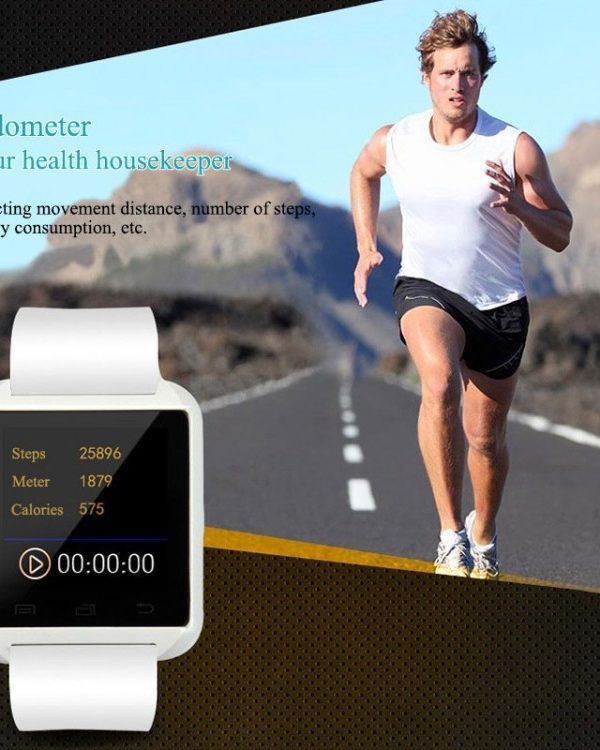 dometer
ur health housekeeper
cting movement distance, number of steps,
y consumption, etc.
Steps 25896
Meter 1879
Calories 575
00:00:00